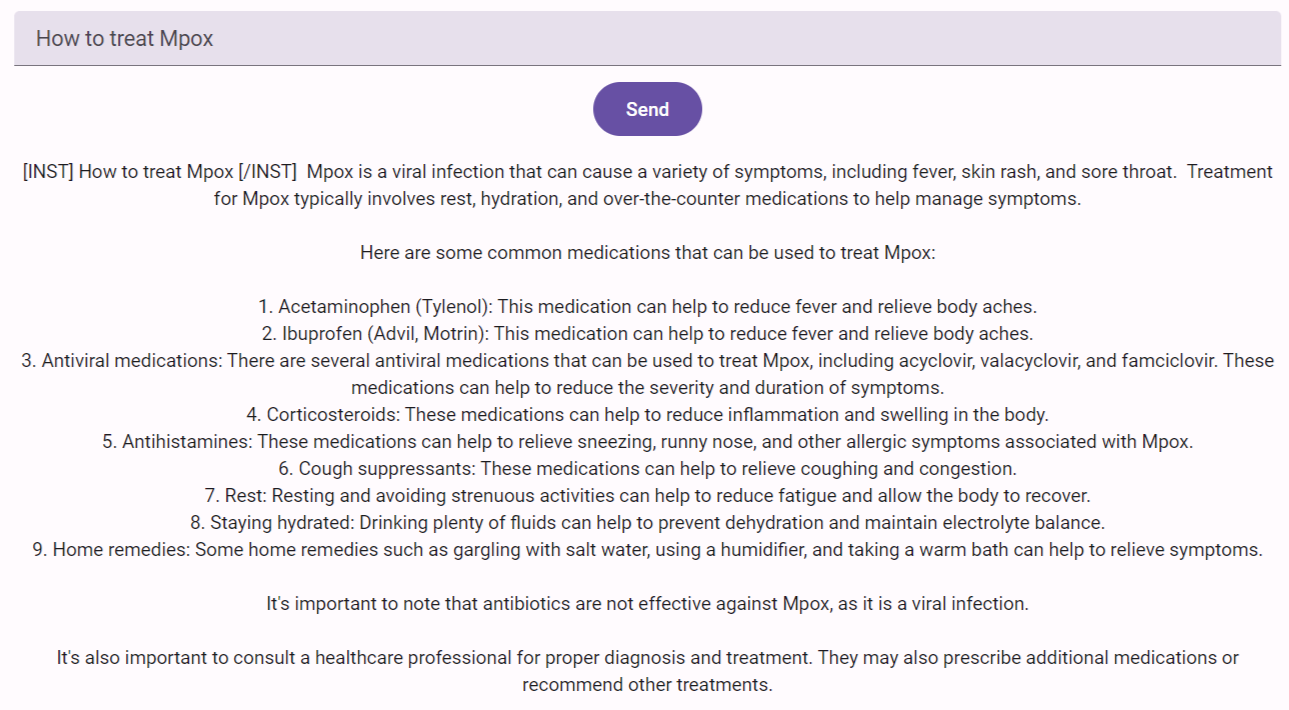 How to treat Mpox
Send
[INST] How to treat Mpox [/INST]  Mpox is a viral infection that can cause a variety of symptoms, including fever, skin rash, and sore throat.  Treatment
for Mpox typically involves rest, hydration, and over-the-counter medications to help manage symptoms.
Here are some common medications that can be used to treat Mpox:
1. Acetaminophen (Tylenol): This medication can help to reduce fever and relieve body aches.
2. Ibuprofen (Advil, Motrin): This medication can help to reduce fever and relieve body aches.
3. Antiviral medications: There are several antiviral medications that can be used to treat Mpox, including acyclovir, valacyclovir, and famciclovir. These
medications can help to reduce the severity and duration of symptoms.
4. Corticosteroids: These medications can help to reduce inflammation and swelling in the body.
5. Antihistamines: These medications can help to relieve sneezing, runny nose, and other allergic symptoms associated with Mpox.
6. Cough suppressants: These medications can help to relieve coughing and congestion.
7. Rest: Resting and avoiding strenuous activities can help to reduce fatigue and allow the body to recover.
8. Staying hydrated: Drinking plenty of fluids can help to prevent dehydration and maintain electrolyte balance.
9. Home remedies: Some home remedies such as gargling with salt water, using a humidifier, and taking a warm bath can help to relieve symptoms.
It's important to note that antibiotics are not effective against Mpox, as it is a viral infection.
It's also important to consult a healthcare professional for proper diagnosis and treatment. They may also prescribe additional medications or
recommend other treatments.